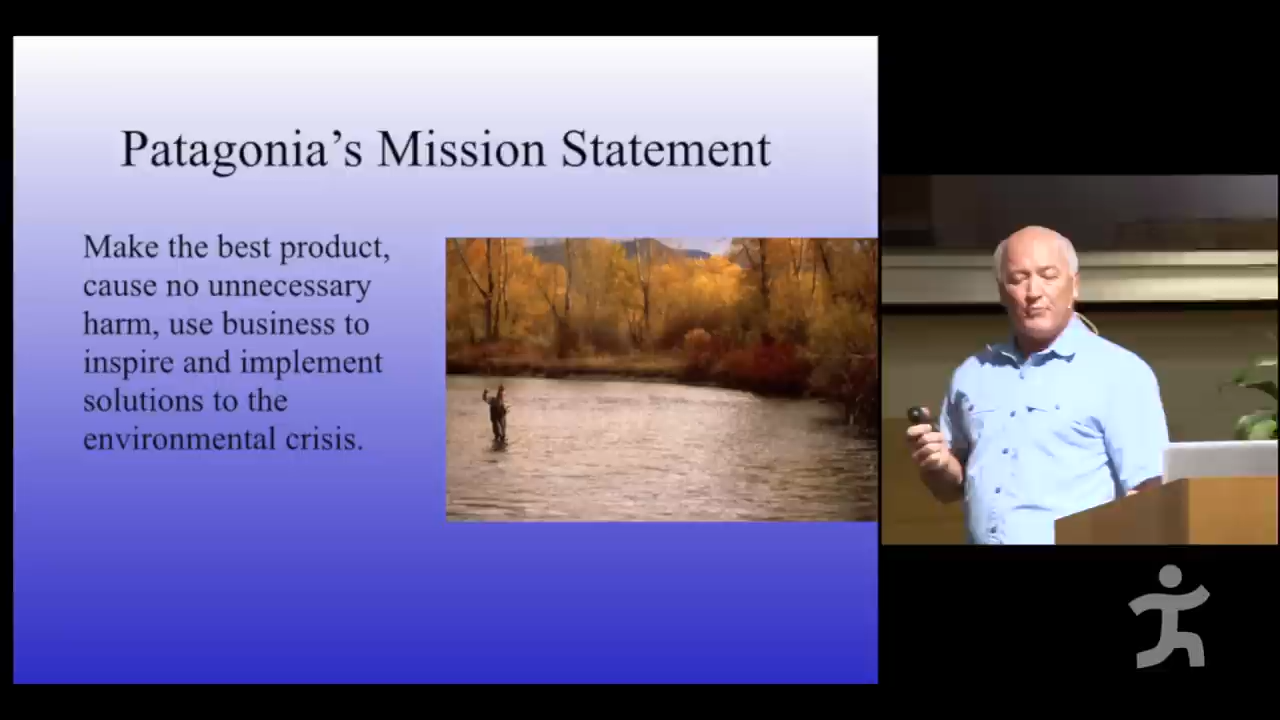 Patagonia’s Mission Statement
Make the best product,
cause no unnecessary
harm, use business to
inspire and implement
solutions to the
environmental crisis.